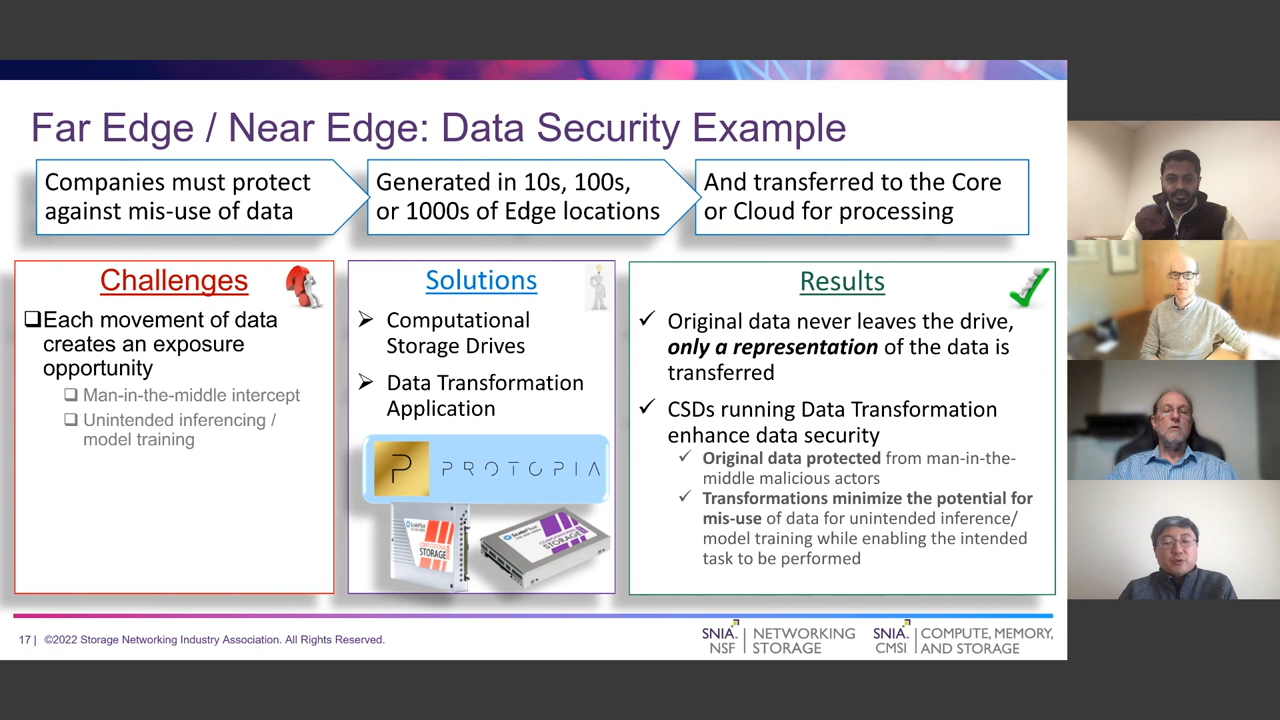 Far Edge / Near Edge: Data Security Example
Companies must protect
against mis-use of data
Generated in 10s, 100s,
or 1000s of Edge locations
And transferred to the Core
or Cloud for processing
Challenges
❑Each movement of data
creates an exposure
opportunity
❑ Man-in-the-middle intercept
❑ Unintended inferencing /
model training
Solutions
➢ Computational
Storage Drives
➢ Data Transformation
Application
P PROTOPIA
ScaleFlux
COMPUTATIONAL
STORAGE
ScaleFlux
COMPUTATIONAL
STORAGE
Results
✓ Original data never leaves the drive,
only a representation of the data is
transferred
✓ CSDs running Data Transformation
enhance data security
✓ Original data protected from man-in-the-
middle malicious actors
✓ Transformations minimize the potential for
mis-use of data for unintended inference/
model training while enabling the intended
task to be performed
17 | ©2022 Storage Networking Industry Association. All Rights Reserved.
SNIA. | NETWORKING
NSF | STORAGE
SNIA. | COMPUTE, MEMORY,
CMSI | AND STORAGE